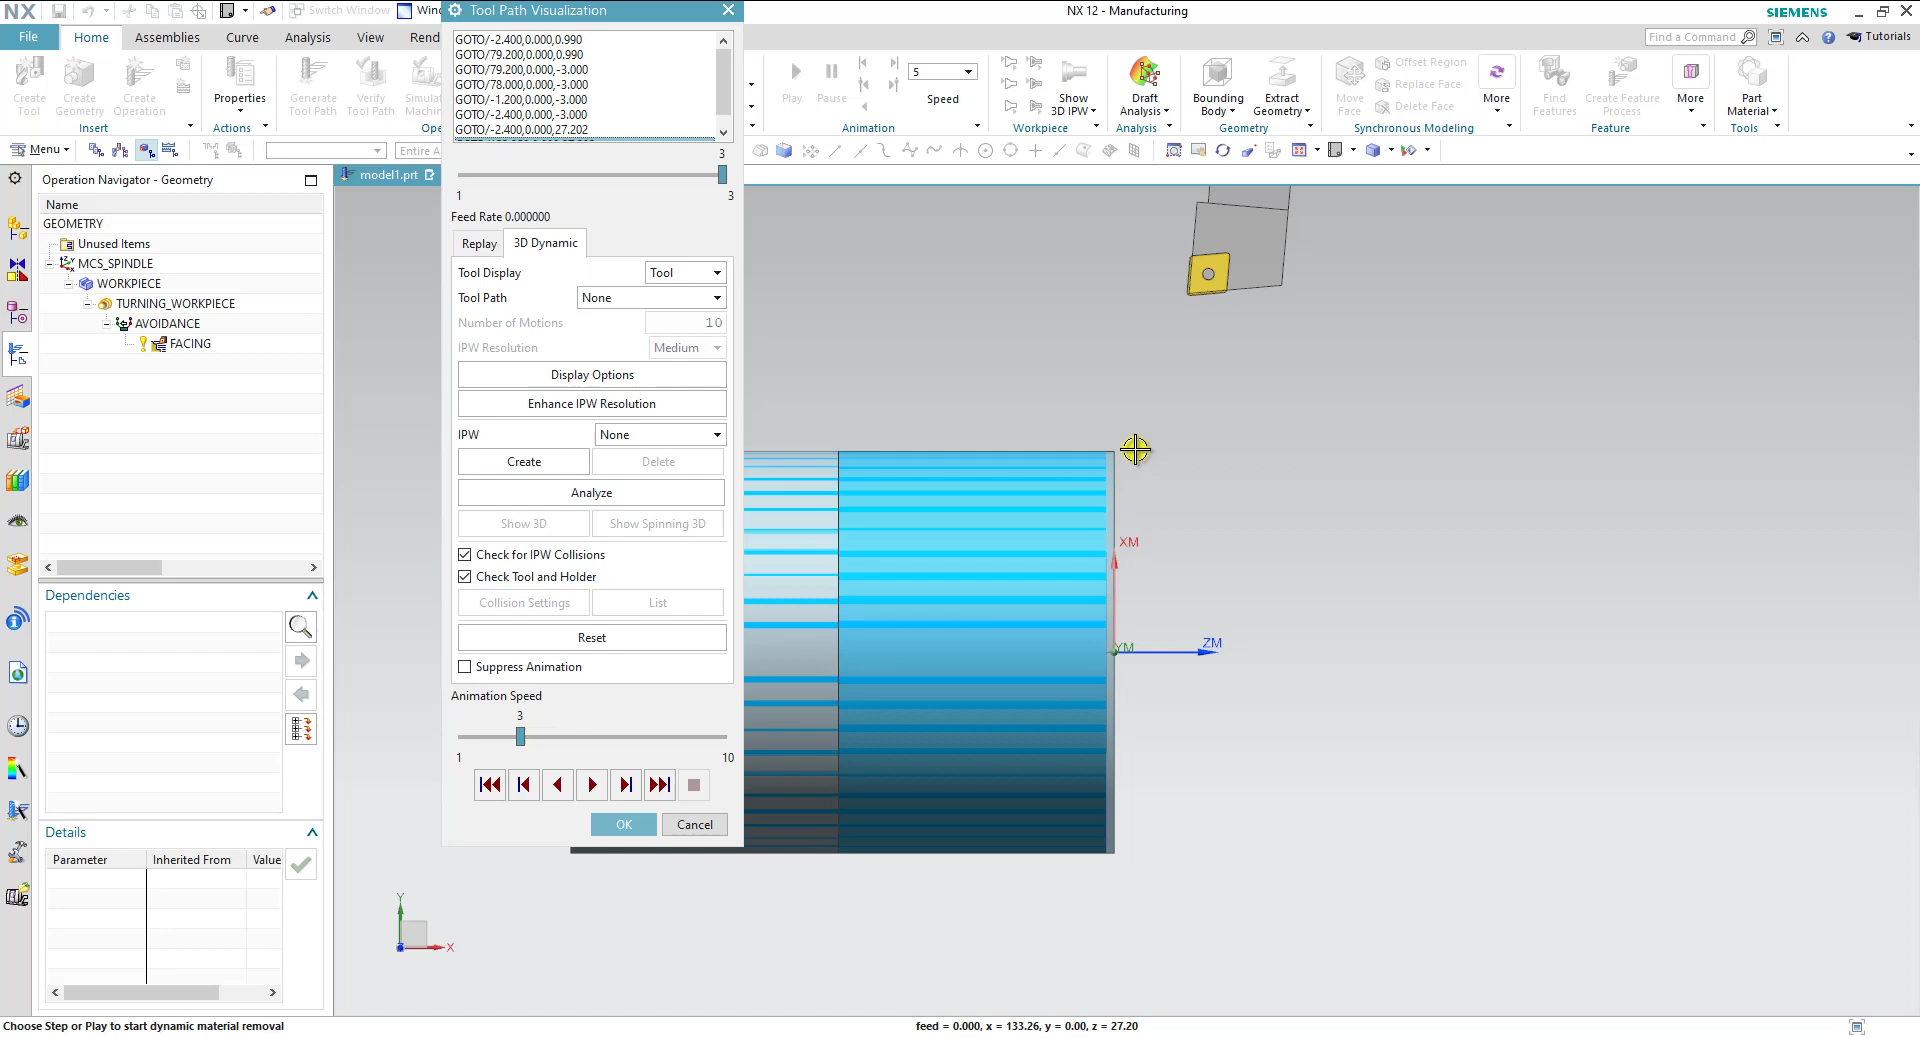 NX
Switch Window
Wind
Tool Path Visualization
NX 12 - Manufacturing
SIEMENS
File
Home
Assemblies
Curve
Analysis
View
Rend
Find a Command
Tutorials
Create Tool
Create Geometry
Create Operation
Properties
Generate Tool Path
Verify Tool Path
Simula
Machin
Insert
Actions
Ope
Play
Pause
5
Speed
Animation
Show 3D IPW
Workpiece
Draft Analysis
Analysis
Bounding Body
Extract Geometry
Geometry
Move Face
Offset Region
Replace Face
Delete Face
More
Synchronous Modeling
Find Features
Create Feature Process
More
Feature
Part Material
Tools
Menu
Entire A
model1.prt
Operation Navigator - Geometry
Name
GEOMETRY
Unused Items
MCS_SPINDLE
WORKPIECE
TURNING_WORKPIECE
AVOIDANCE
FACING
Dependencies
Details
Parameter
Inherited From
Value
GOTO/-2.400,0.000,0.990
GOTO/79.200,0.000,0.990
GOTO/79.200,0.000,-3.000
GOTO/78.000,0.000,-3.000
GOTO/-1.200,0.000,-3.000
GOTO/-2.400,0.000,-3.000
GOTO/-2.400,0.000,27.202
3
1
3
Feed Rate 0.000000
Replay
3D Dynamic
Tool Display
Tool
Tool Path
None
Number of Motions
10
IPW Resolution
Medium
Display Options
Enhance IPW Resolution
IPW
None
Create
Delete
Analyze
Show 3D
Show Spinning 3D
Check for IPW Collisions
Check Tool and Holder
Collision Settings
List
Reset
Suppress Animation
Animation Speed
3
1
10
OK
Cancel
XM
YM
ZM
Y
X
Choose Step or Play to start dynamic material removal
feed = 0.000, x = 133.26, y = 0.00, z = 27.20